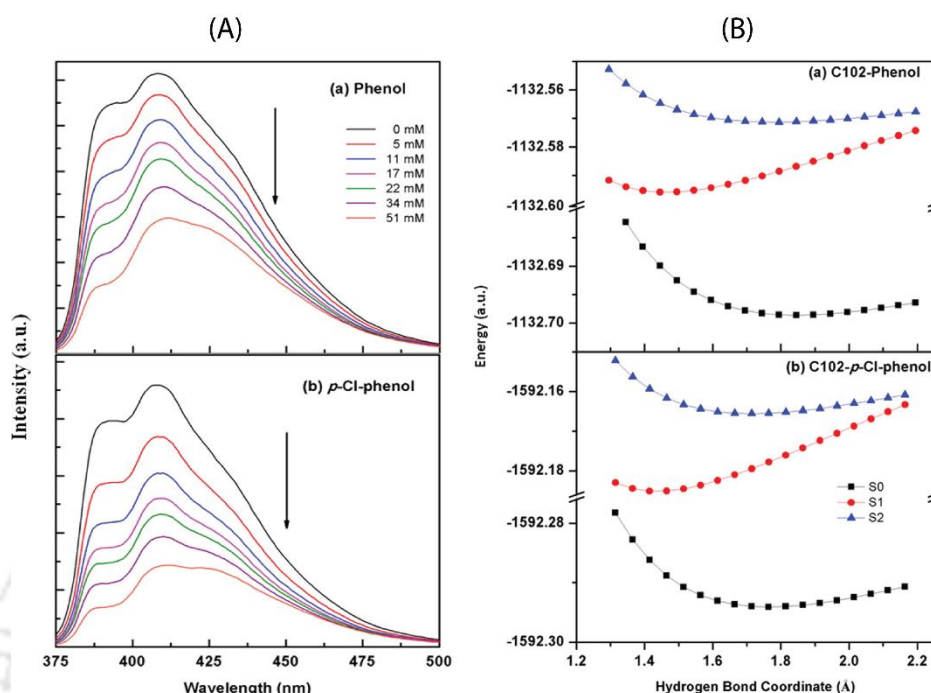 (A)
(a) Phenol
0 mM
5 mM
11 mM
17 mM
22 mM
34 mM
51 mM
(b) p-Cl-phenol
Intensity (a.u.)
375 400 425 450 475 500
Wavelength (nm)
(B)
(a) C102-Phenol
-1132.56
-1132.58
-1132.60
-1132.69
-1132.70
Energy (a.u.)
(b) C102-p-Cl-phenol
-1592.16
-1592.18
-1592.28
-1592.30
S0
S1
S2
1.2 1.4 1.6 1.8 2.0 2.2
Hydrogen Bond Coordinate (Å)